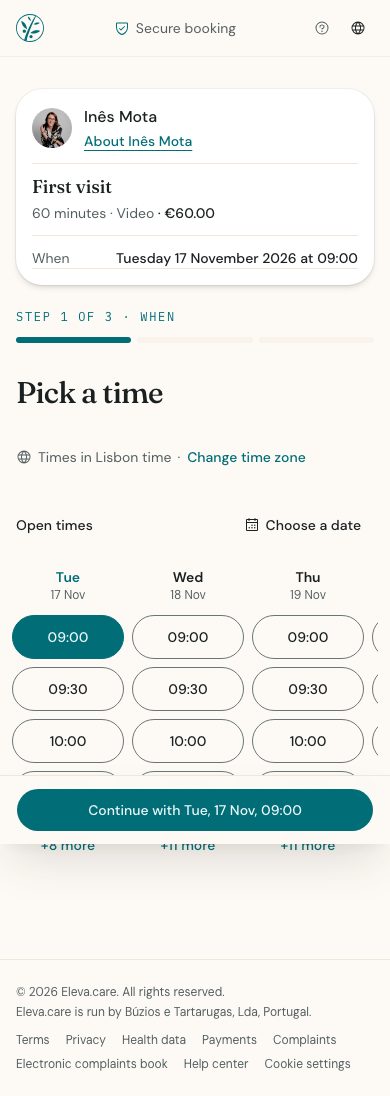 Secure booking
Inês Mota
About Inês Mota
First visit
60 minutes · Video · €60.00
When Tuesday 17 November 2026 at 09:00
STEP 1 OF 3 · WHEN
Pick a time
Times in Lisbon time · Change time zone
Open times Choose a date
Tue Wed Thu
17 Nov 18 Nov 19 Nov
09:00 09:00 09:00
09:30 09:30 09:30
10:00 10:00 10:00
Continue with Tue, 17 Nov, 09:00
+8 more +11 more +11 more
© 2026 Eleva.care. All rights reserved.
Eleva.care is run by Búzios e Tartarugas, Lda, Portugal.
Terms Privacy Health data Payments Complaints
Electronic complaints book Help center Cookie settings